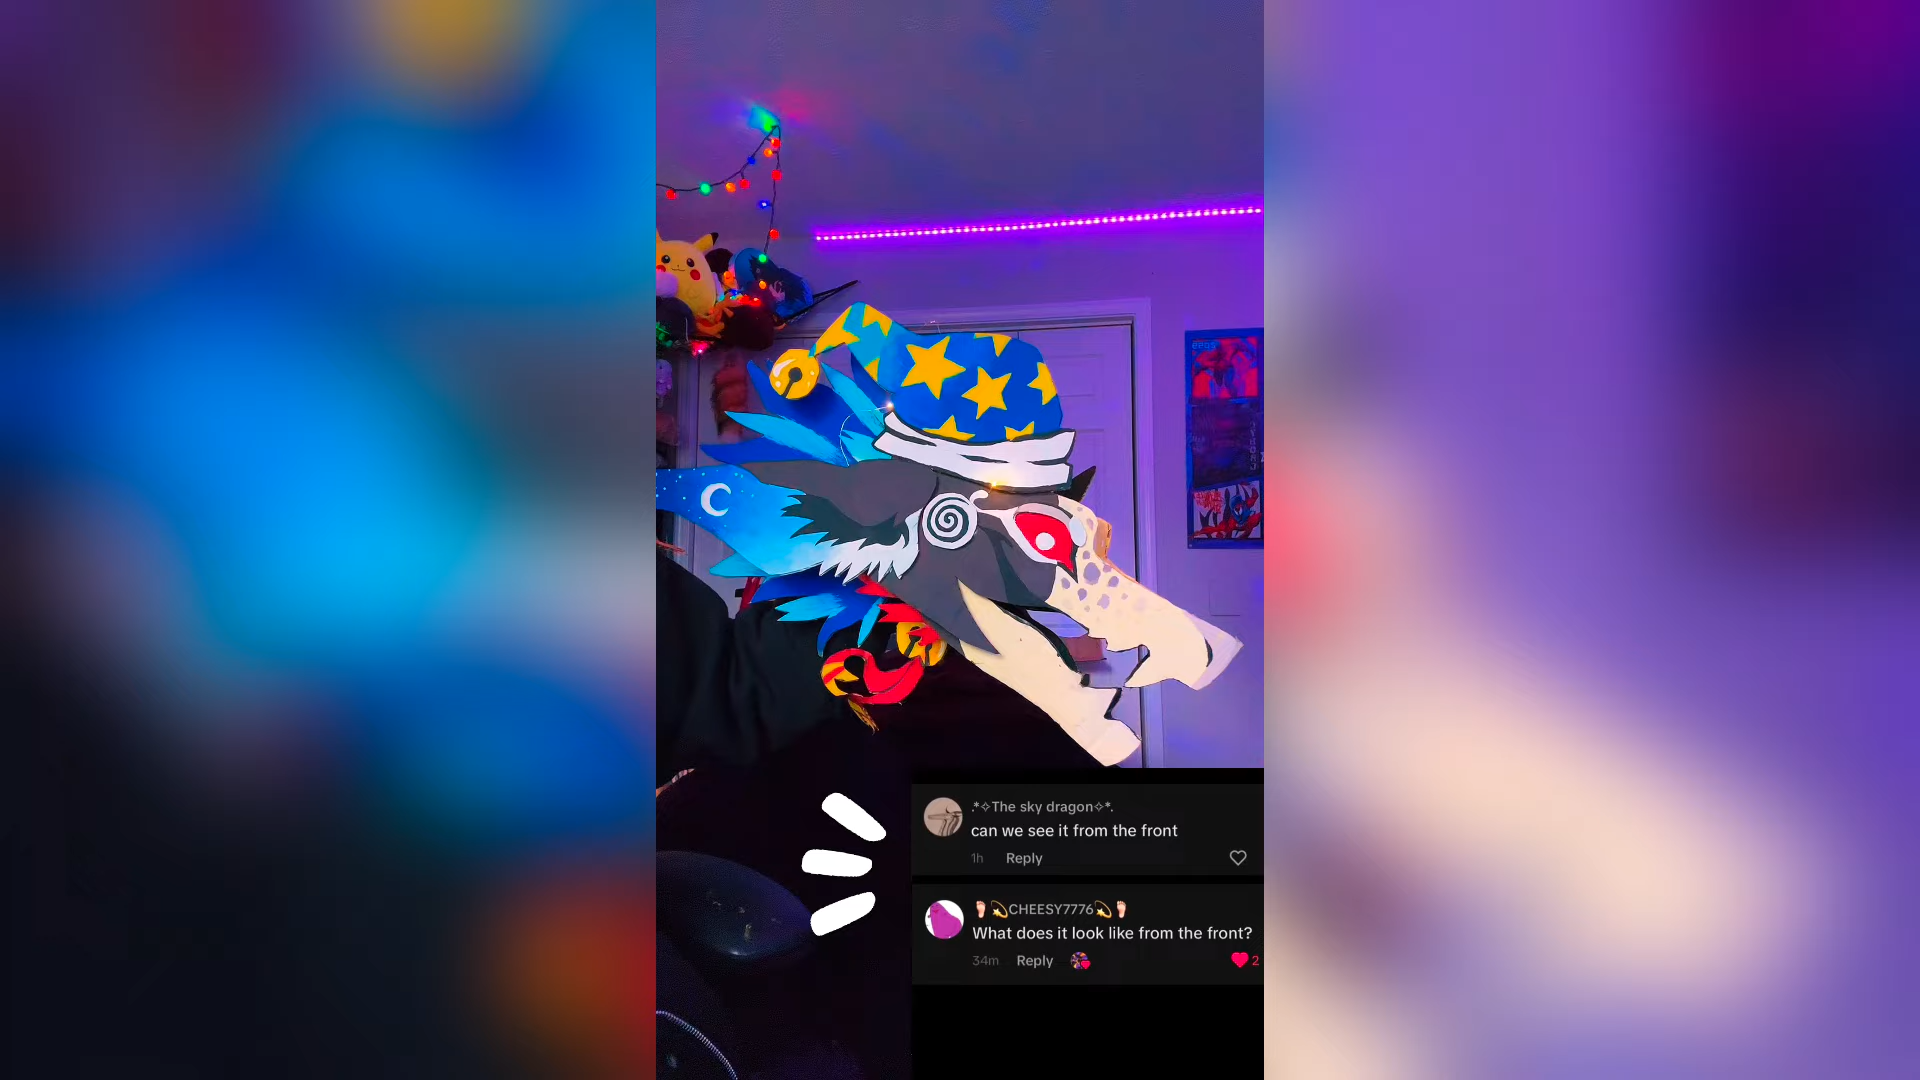 .*✧The sky dragon✧*.
can we see it from the front
1h Reply
👣💫CHEESY7776💫👣
What does it look like from the front?
34m Reply 2